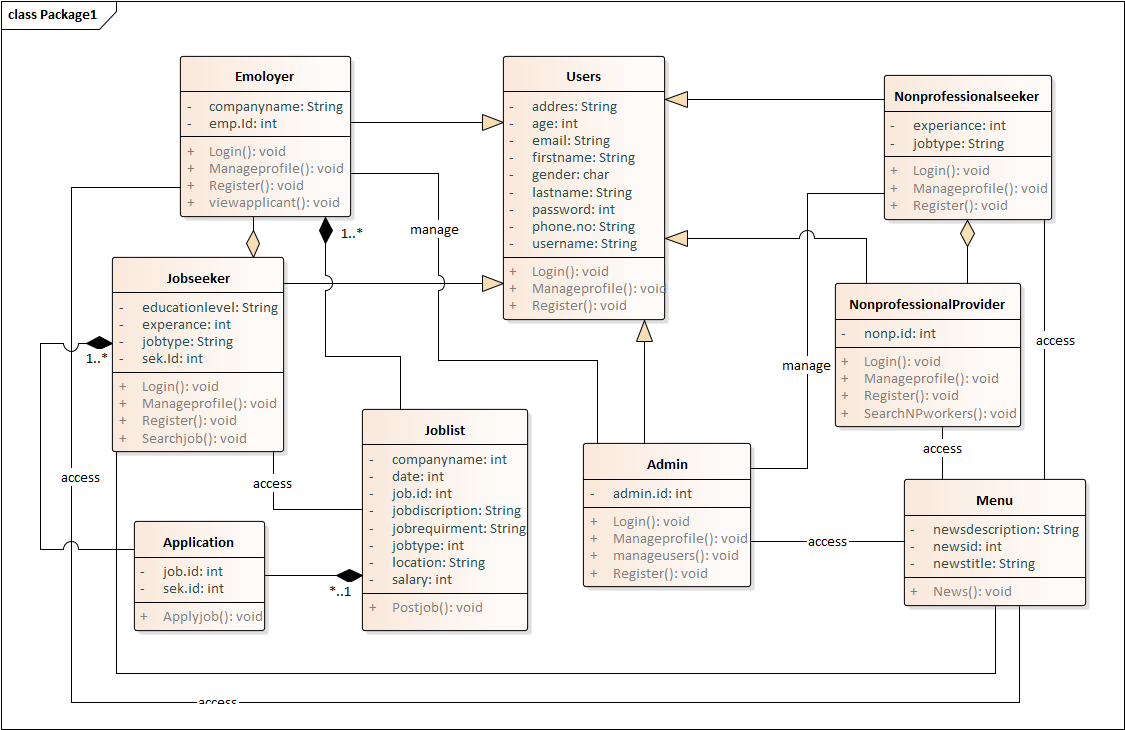 class Package1
Emoloyer
- companyname: String
- emp.Id: int
+ Login(): void
+ Manageprofile(): void
+ Register(): void
+ viewapplicant(): void
Users
- addres: String
- age: int
- email: String
- firstname: String
- gender: char
- lastname: String
- password: int
- phone.no: String
- username: String
+ Login(): void
+ Manageprofile(): void
+ Register(): void
Nonprofessionalseeker
- experiance: int
- jobtype: String
+ Login(): void
+ Manageprofile(): void
+ Register(): void
1..*
manage
Jobseeker
- educationlevel: String
- experance: int
- jobtype: String
- sek.Id: int
+ Login(): void
+ Manageprofile(): void
+ Register(): void
+ Searchjob(): void
NonprofessionalProvider
- nonp.id: int
+ Login(): void
+ Manageprofile(): void
+ Register(): void
+ SearchNPworkers(): void
1..*
access
manage
access
access
access
Joblist
- companyname: int
- date: int
- job.id: int
- jobdiscription: String
- jobrequirment: String
- jobtype: int
- location: String
- salary: int
+ Postjob(): void
Admin
- admin.id: int
+ Login(): void
+ Manageprofile(): void
+ manageusers(): void
+ Register(): void
access
Menu
- newsdescription: String
- newsid: int
- newstitle: String
+ News(): void
Application
- job.id: int
- sek.id: int
+ Applyjob(): void
*..1
access